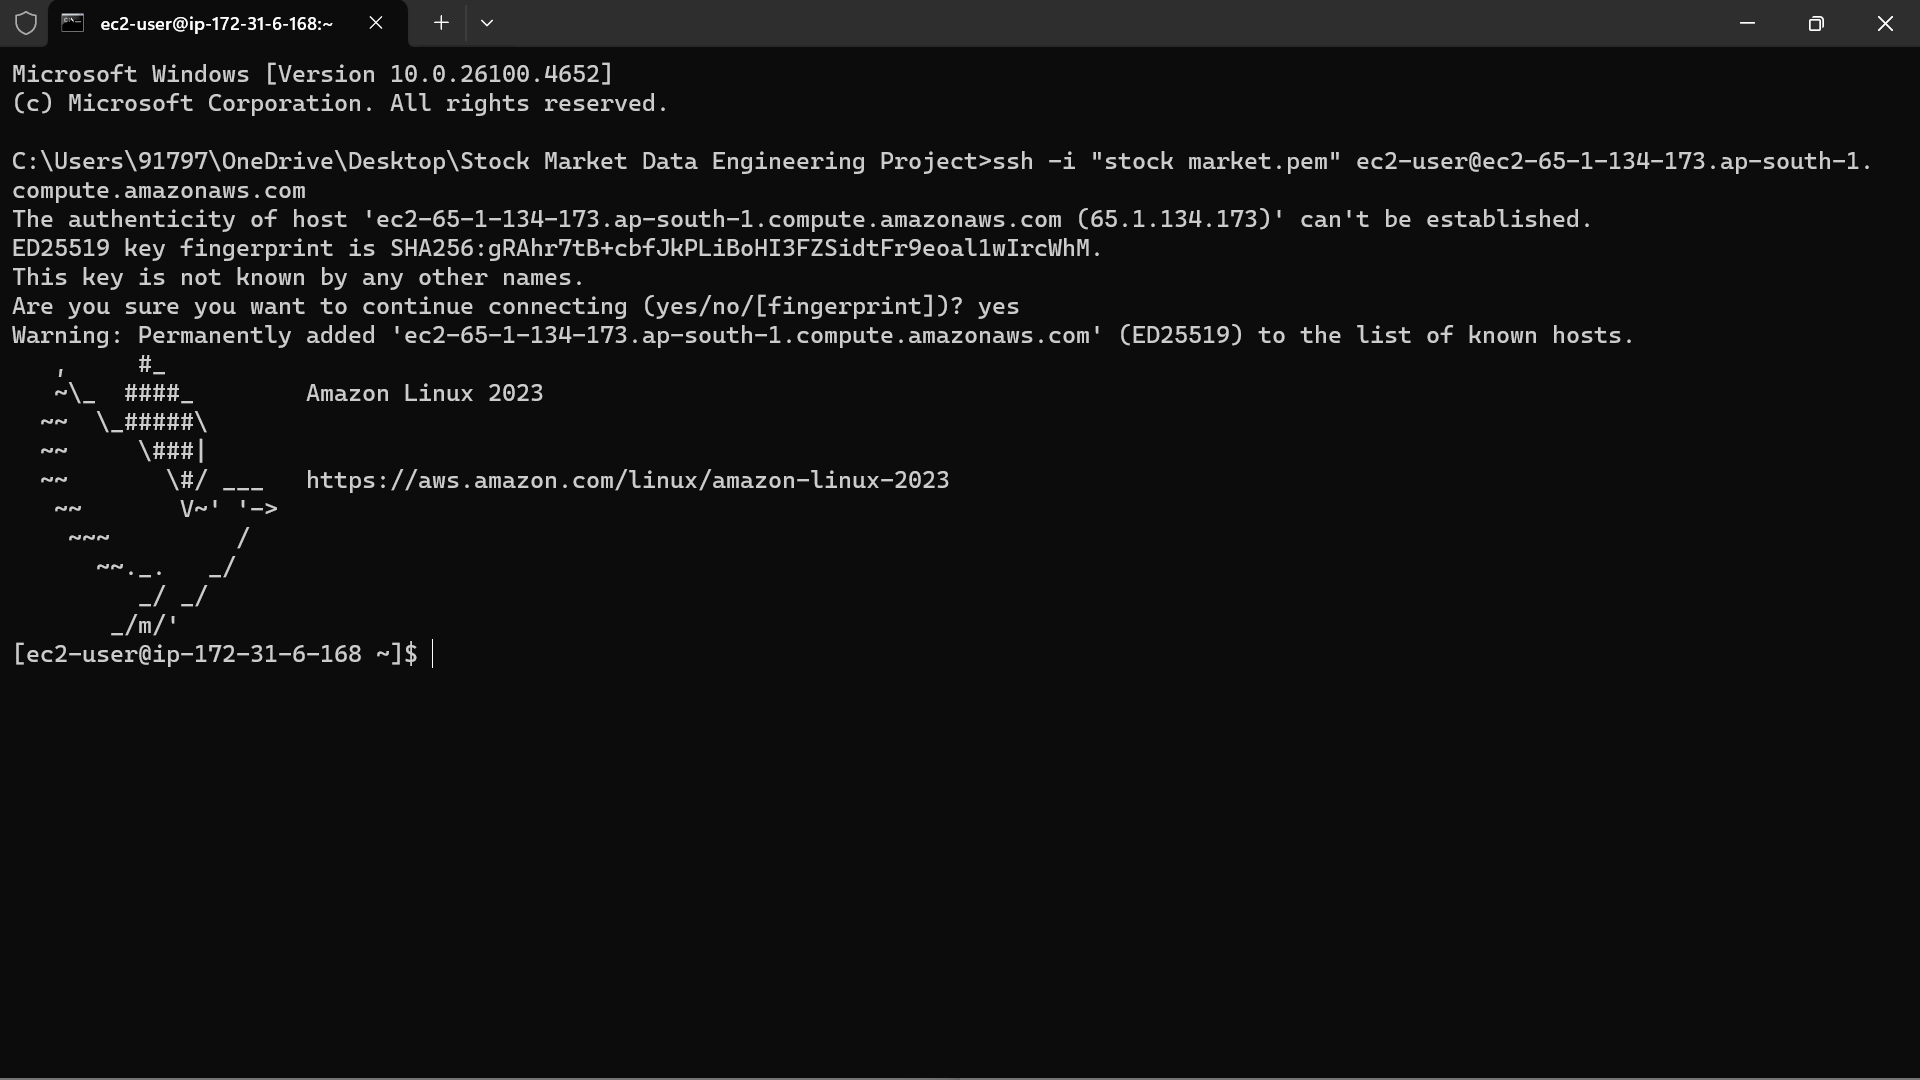 ec2-user@ip-172-31-6-168:~
Microsoft Windows [Version 10.0.26100.4652]
(c) Microsoft Corporation. All rights reserved.
C:\Users\91797\OneDrive\Desktop\Stock Market Data Engineering Project>ssh -i "stock market.pem" ec2-user@ec2-65-1-134-173.ap-south-1.
compute.amazonaws.com
The authenticity of host 'ec2-65-1-134-173.ap-south-1.compute.amazonaws.com (65.1.134.173)' can't be established.
ED25519 key fingerprint is SHA256:gRAhr7tB+cbfJkPLiBoHI3FZSidtFr9eoal1wIrcWhM.
This key is not known by any other names.
Are you sure you want to continue connecting (yes/no/[fingerprint])? yes
Warning: Permanently added 'ec2-65-1-134-173.ap-south-1.compute.amazonaws.com' (ED25519) to the list of known hosts.
   ,     #_
   ~\_  ####_        Amazon Linux 2023
  ~~  \_#####\
  ~~     \###|
  ~~       \#/ ___   https://aws.amazon.com/linux/amazon-linux-2023
   ~~       V~' '->
    ~~~         /
      ~~._.   _/
         _/ _/
       _/m/'
[ec2-user@ip-172-31-6-168 ~]$